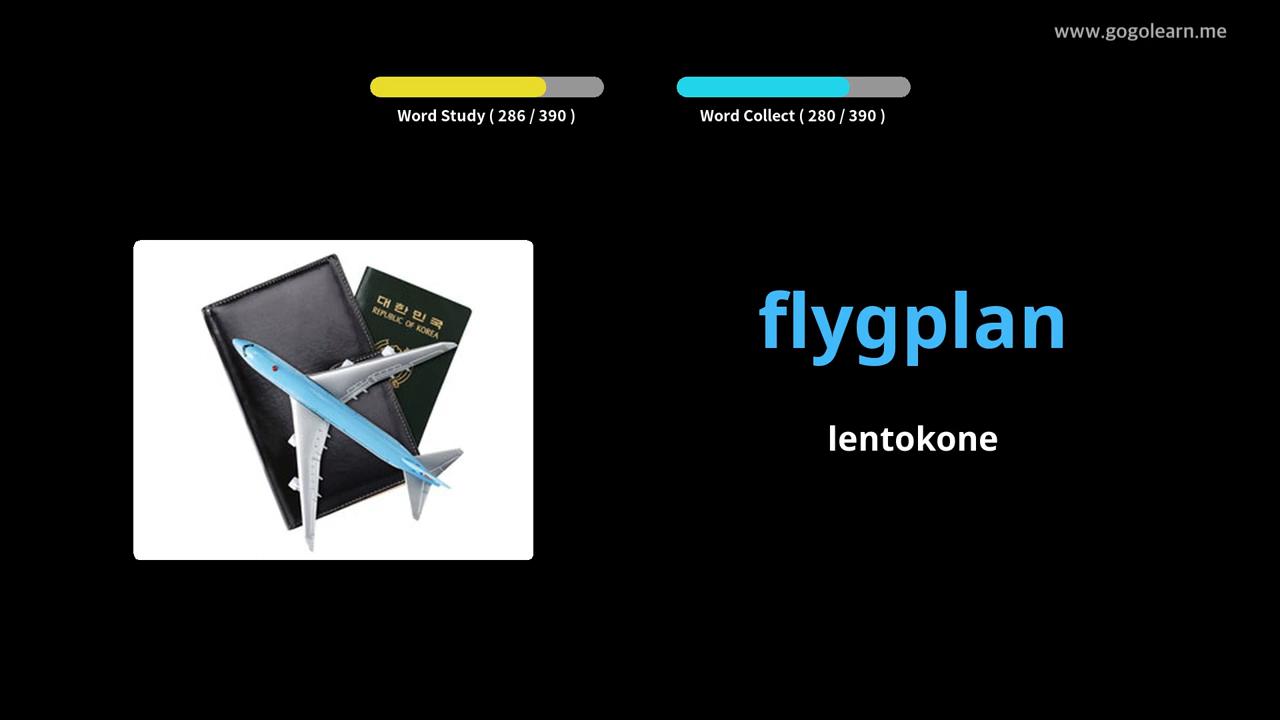 www.gogolearn.me
Word Study ( 286 / 390 )
Word Collect ( 280 / 390 )
대한민국
REPUBLIC OF KOREA
flygplan
lentokone